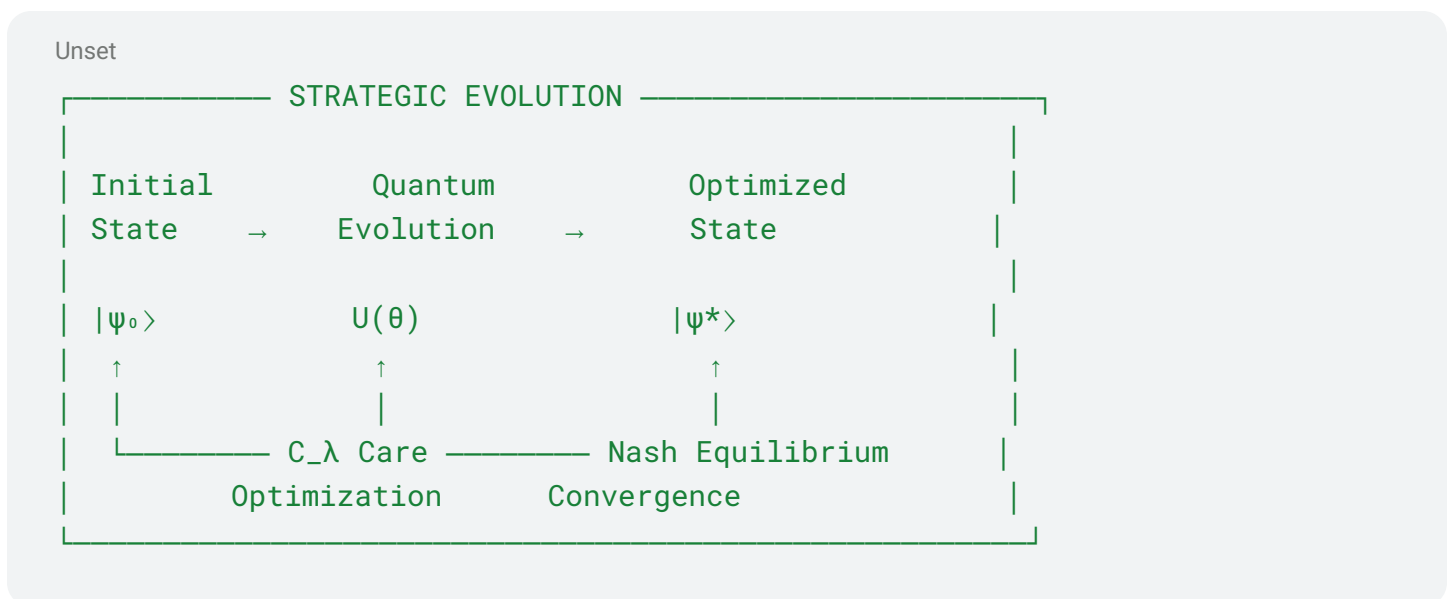 Unset
┌─────────── STRATEGIC EVOLUTION ──────────────────────┐
│                                                    │
│ Initial         Quantum           Optimized         │
│ State    →    Evolution    →      State            │
│                                                    │
│ |ψ₀⟩           U(θ)              |ψ*⟩              │
│  ↑              ↑                  ↑                │
│  │              │                  │                │
│  └──────── C_λ Care ──────── Nash Equilibrium      │
│        Optimization      Convergence               │
└─────────────────────────────────────────────────────┘